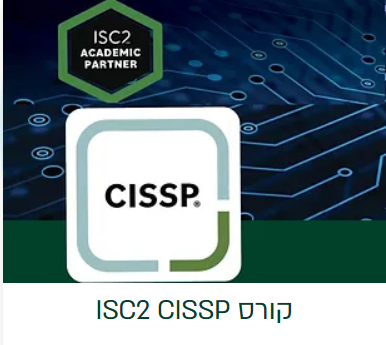 ISC2
ACADEMIC
PARTNER
CISSP®
קורס ISC2 CISSP